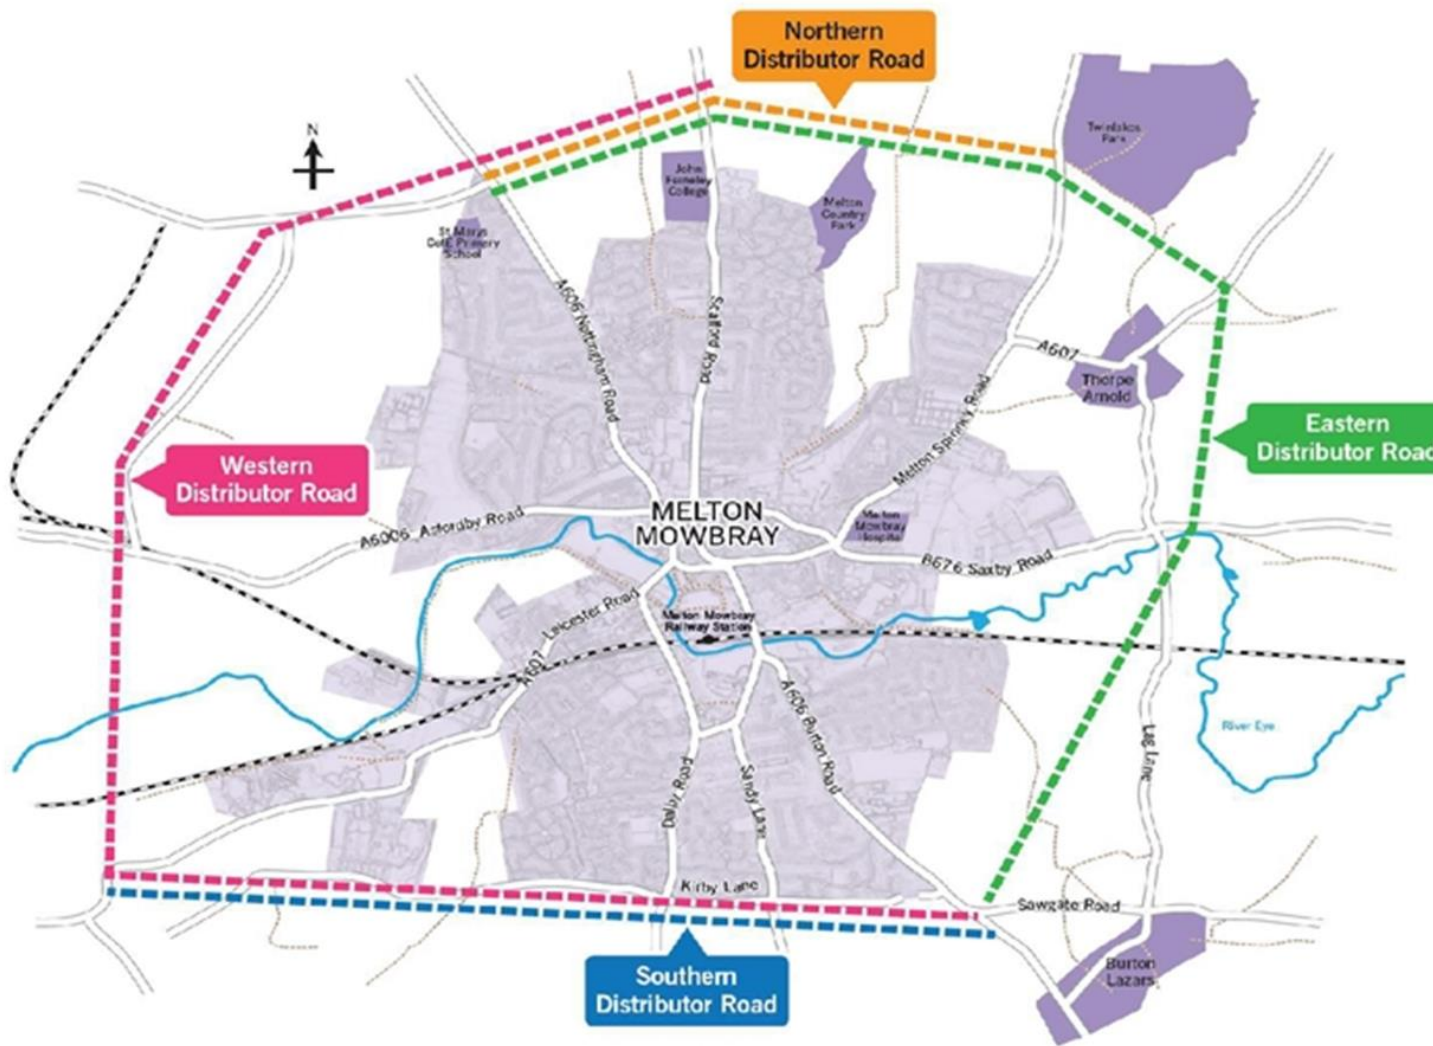 Northern
Distributor Road
N
Twinlakes
Park
John
Ferneley
College
Melton
Country
Park
St Marys
CofE Primary
School
A606 Nottingham Road
Scalford Road
A607
Thorpe
Arnold
Melton Spinney Road
Eastern
Distributor Road
Western
Distributor Road
MELTON
MOWBRAY
A6006 Asfordby Road
Melton
Mowbray
Hospital
B676 Saxby Road
A607 Leicester Road
Melton Mowbray
Railway Station
A606 Burton Road
River Eye
Lag Lane
Dalby Road
Sandy Lane
Kirby Lane
Sawgate Road
Burton
Lazars
Southern
Distributor Road